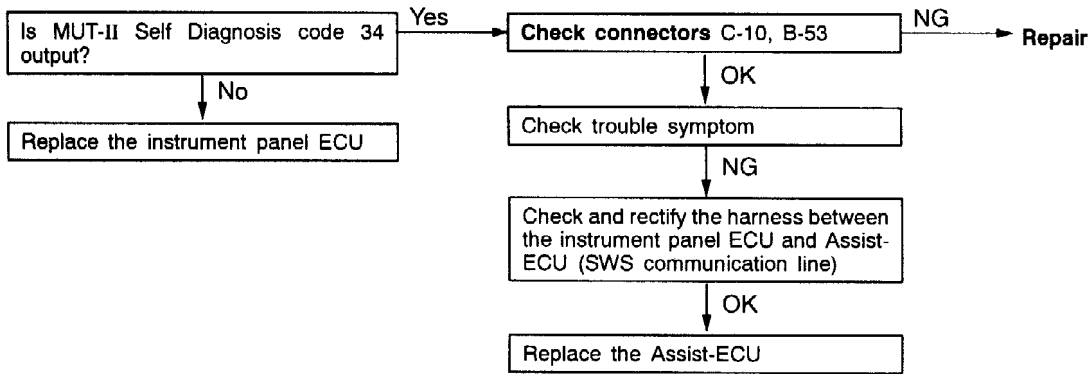 Is MUT-II Self Diagnosis code 34
output?
Yes
Check connectors C-10, B-53
NG
Repair
No
OK
Replace the instrument panel ECU
Check trouble symptom
NG
Check and rectify the harness between
the instrument panel ECU and Assist-
ECU (SWS communication line)
OK
Replace the Assist-ECU